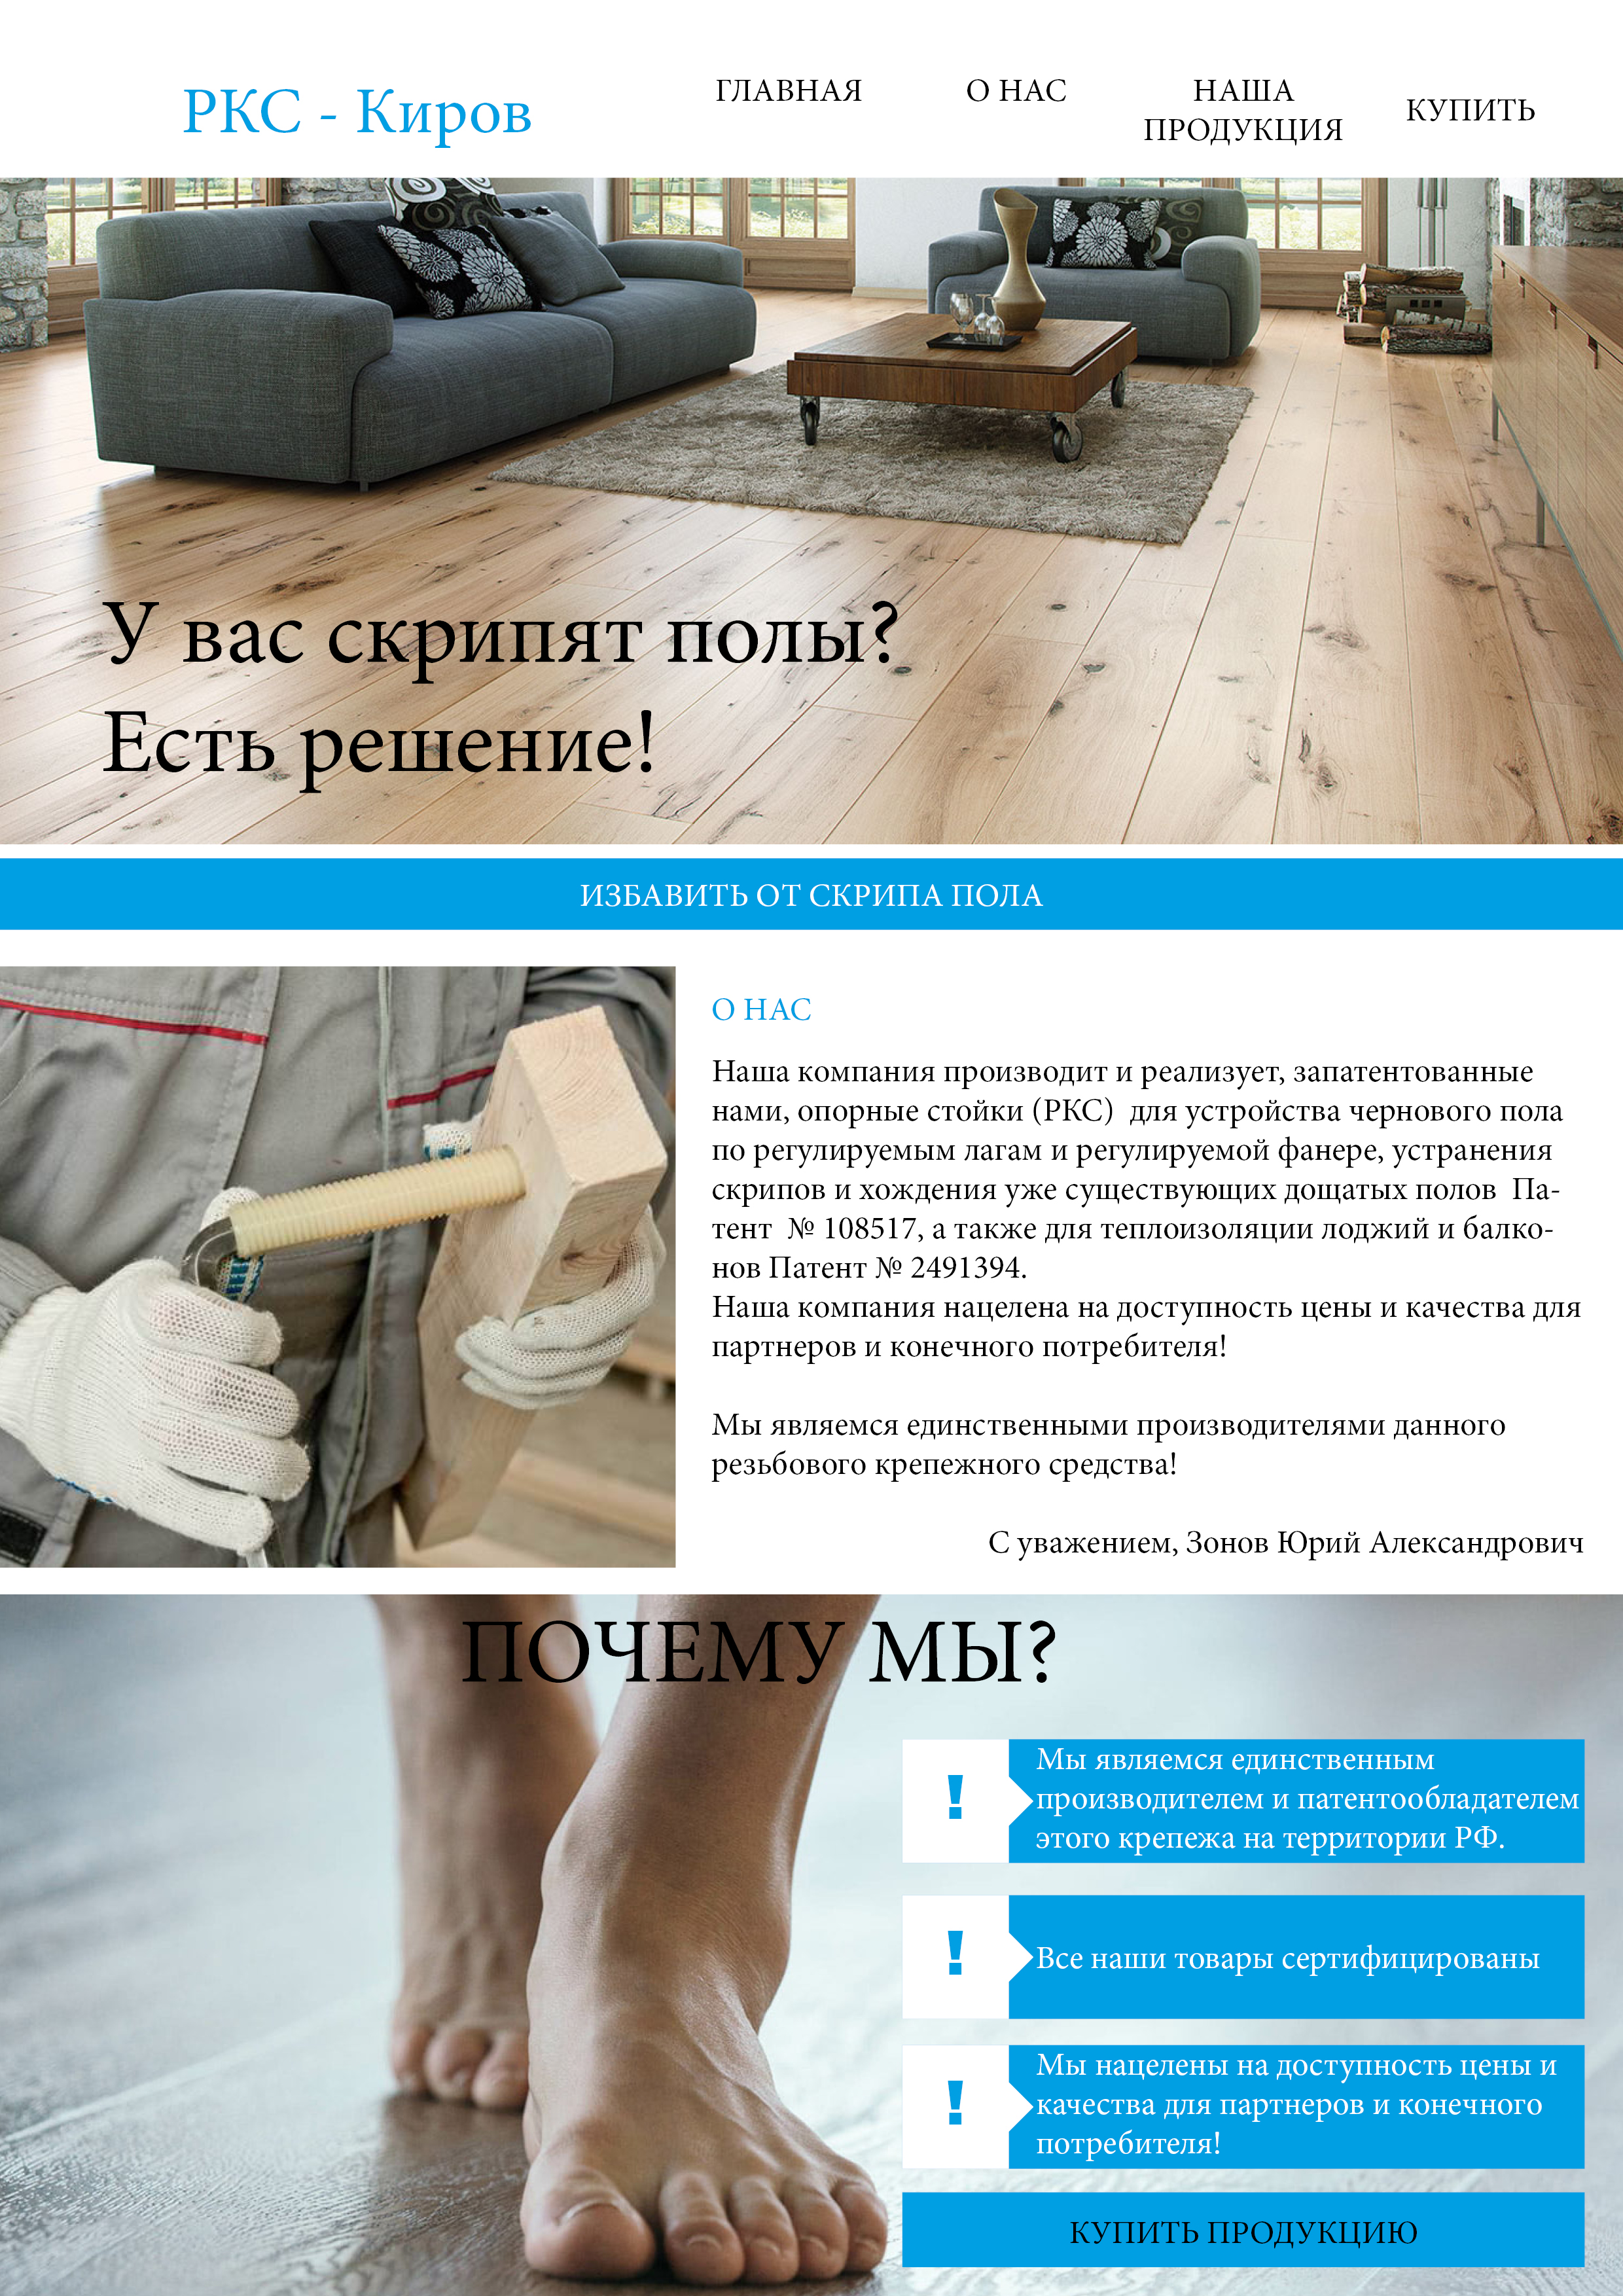 РКС - Киров
ГЛАВНАЯ
О НАС
НАША
ПРОДУКЦИЯ
КУПИТЬ
У вас скрипят полы?
Есть решение!
ИЗБАВИТЬ ОТ СКРИПА ПОЛА
О НАС
Наша компания производит и реализует, запатентованные
нами, опорные стойки (РКС)  для устройства чернового пола
по регулируемым лагам и регулируемой фанере, устранения
скрипов и хождения уже существующих дощатых полов  Па-
тент  № 108517, а также для теплоизоляции лоджий и балко-
нов Патент № 2491394.
Наша компания нацелена на доступность цены и качества для
партнеров и конечного потребителя!
Мы являемся единственными производителями данного
резьбового крепежного средства!
С уважением, Зонов Юрий Александрович
ПОЧЕМУ МЫ?
!
Мы являемся единственным
производителем и патентообладателем
этого крепежа на территории РФ.
!
Все наши товары сертифицированы
!
Мы нацелены на доступность цены и
качества для партнеров и конечного
потребителя!
КУПИТЬ ПРОДУКЦИЮ